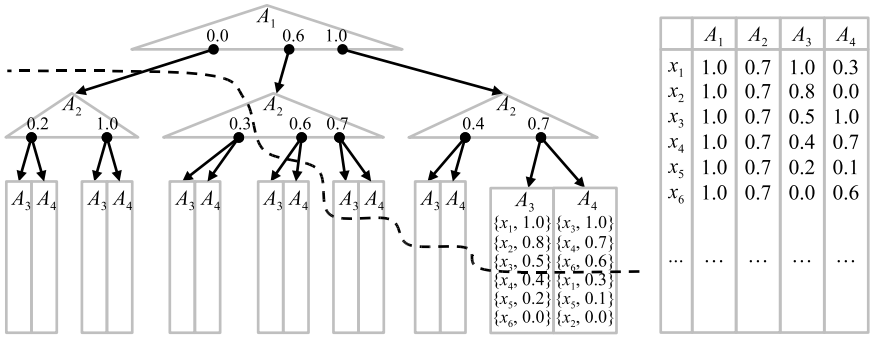 A1
0.0 0.6 1.0
A2 A2 A2
0.2 1.0 0.3 0.6 0.7 0.4 0.7
A3 A4 A3 A4 A3 A4 A3 A4 A3 A4 A3 A4 A3 A4
{x1, 1.0} {x3, 1.0}
{x2, 0.8} {x4, 0.7}
{x3, 0.5} {x6, 0.6}
{x4, 0.4} {x1, 0.3}
{x5, 0.2} {x5, 0.1}
{x6, 0.0} {x2, 0.0}
A1 A2 A3 A4
x1 1.0 0.7 1.0 0.3
x2 1.0 0.7 0.8 0.0
x3 1.0 0.7 0.5 1.0
x4 1.0 0.7 0.4 0.7
x5 1.0 0.7 0.2 0.1
x6 1.0 0.7 0.0 0.6
... ... ... ... ...